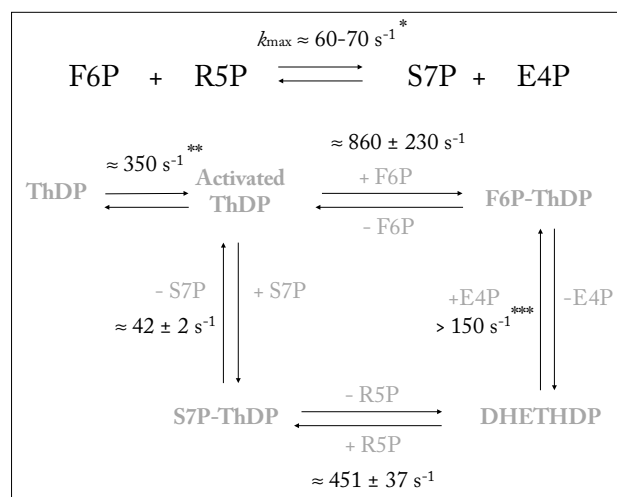 kmax ≈ 60-70 s-1 *
F6P + R5P S7P + E4P
≈ 350 s-1 **
≈ 860 ± 230 s-1
ThDP
Activated
ThDP
+ F6P
- F6P
F6P-ThDP
- S7P
+ S7P
≈ 42 ± 2 s-1
+E4P
-E4P
> 150 s-1***
S7P-ThDP
- R5P
+ R5P
DHETHDP
≈ 451 ± 37 s-1